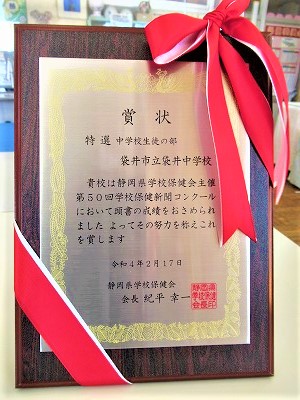 賞状
特選 中学校生徒の部
袋井市立袋井中学校
貴校は静岡県学校保健会主催
第50回学校保健新聞コンクール
において頭書の成績をおさめられ
ました よってその努力を称えこれ
を賞します
令和4年2月17日
静岡県学校保健会
会長 紀平 幸一